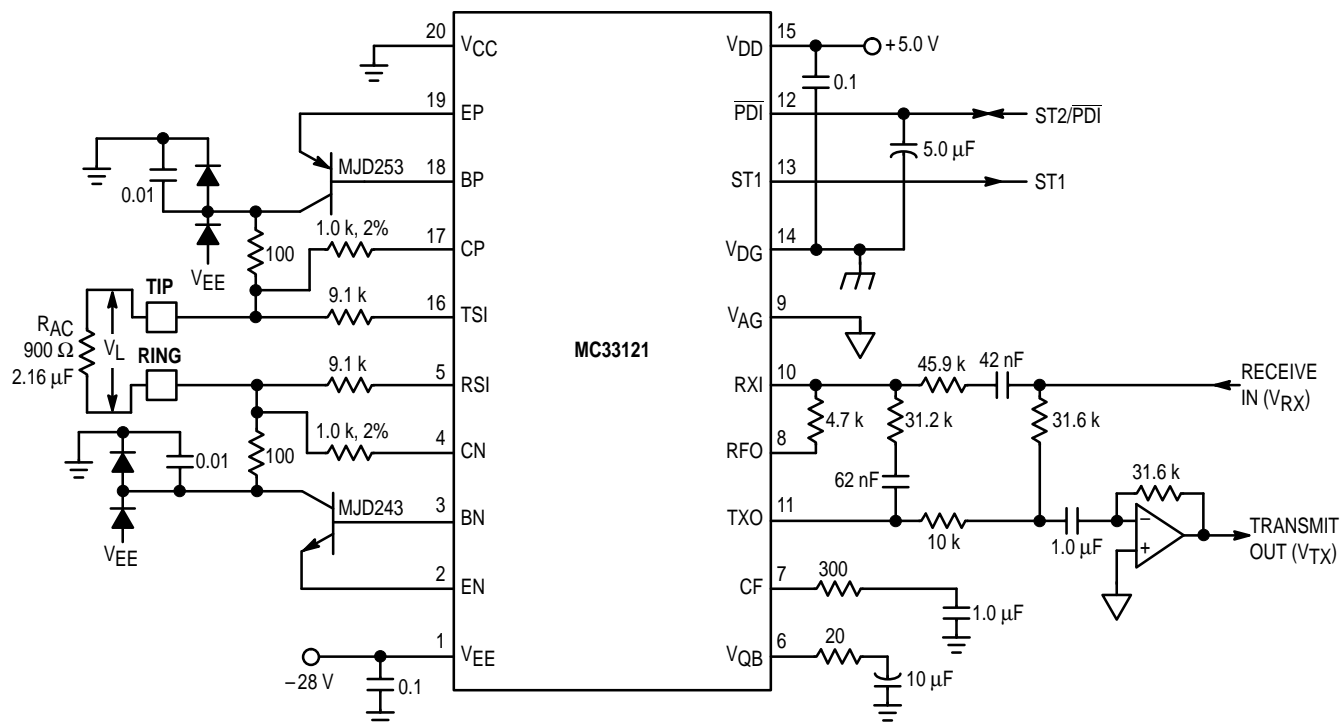 20
VCC
19
EP
MJD253
18
BP
0.01
1.0 k, 2%
17
CP
100
VEE
TIP
9.1 k
16
TSI
RAC
900 Ω
2.16 µF
VL
RING
9.1 k
5
RSI
1.0 k, 2%
4
CN
0.01
100
MJD243
3
BN
VEE
2
EN
1
VEE
–28 V
0.1
MC33121
15
VDD
+5.0 V
0.1
12
PDI
ST2/PDI
5.0 µF
13
ST1
ST1
14
VDG
9
VAG
45.9 k
42 nF
10
RXI
RECEIVE
IN (VRX)
4.7 k
31.2 k
31.6 k
8
RFO
62 nF
31.6 k
11
TXO
10 k
1.0 µF
–
+
TRANSMIT
OUT (VTX)
7
CF
300
1.0 µF
6
VQB
20
10 µF